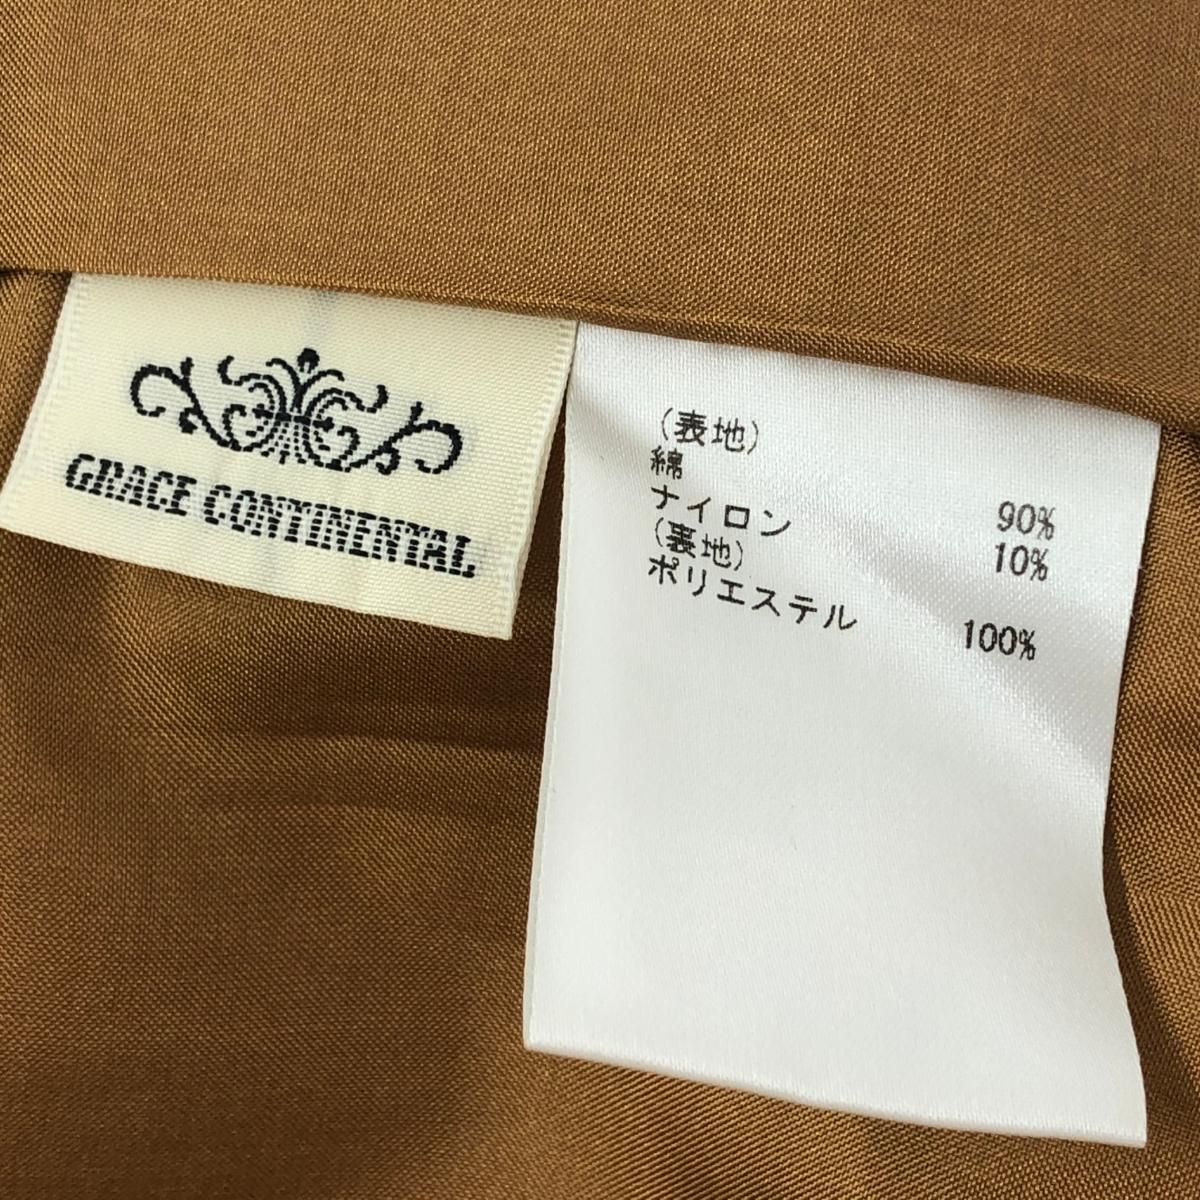 GRACE CONTINENTAL
(表地)
綿 90%
ナイロン 10%
(裏地)
ポリエステル 100%